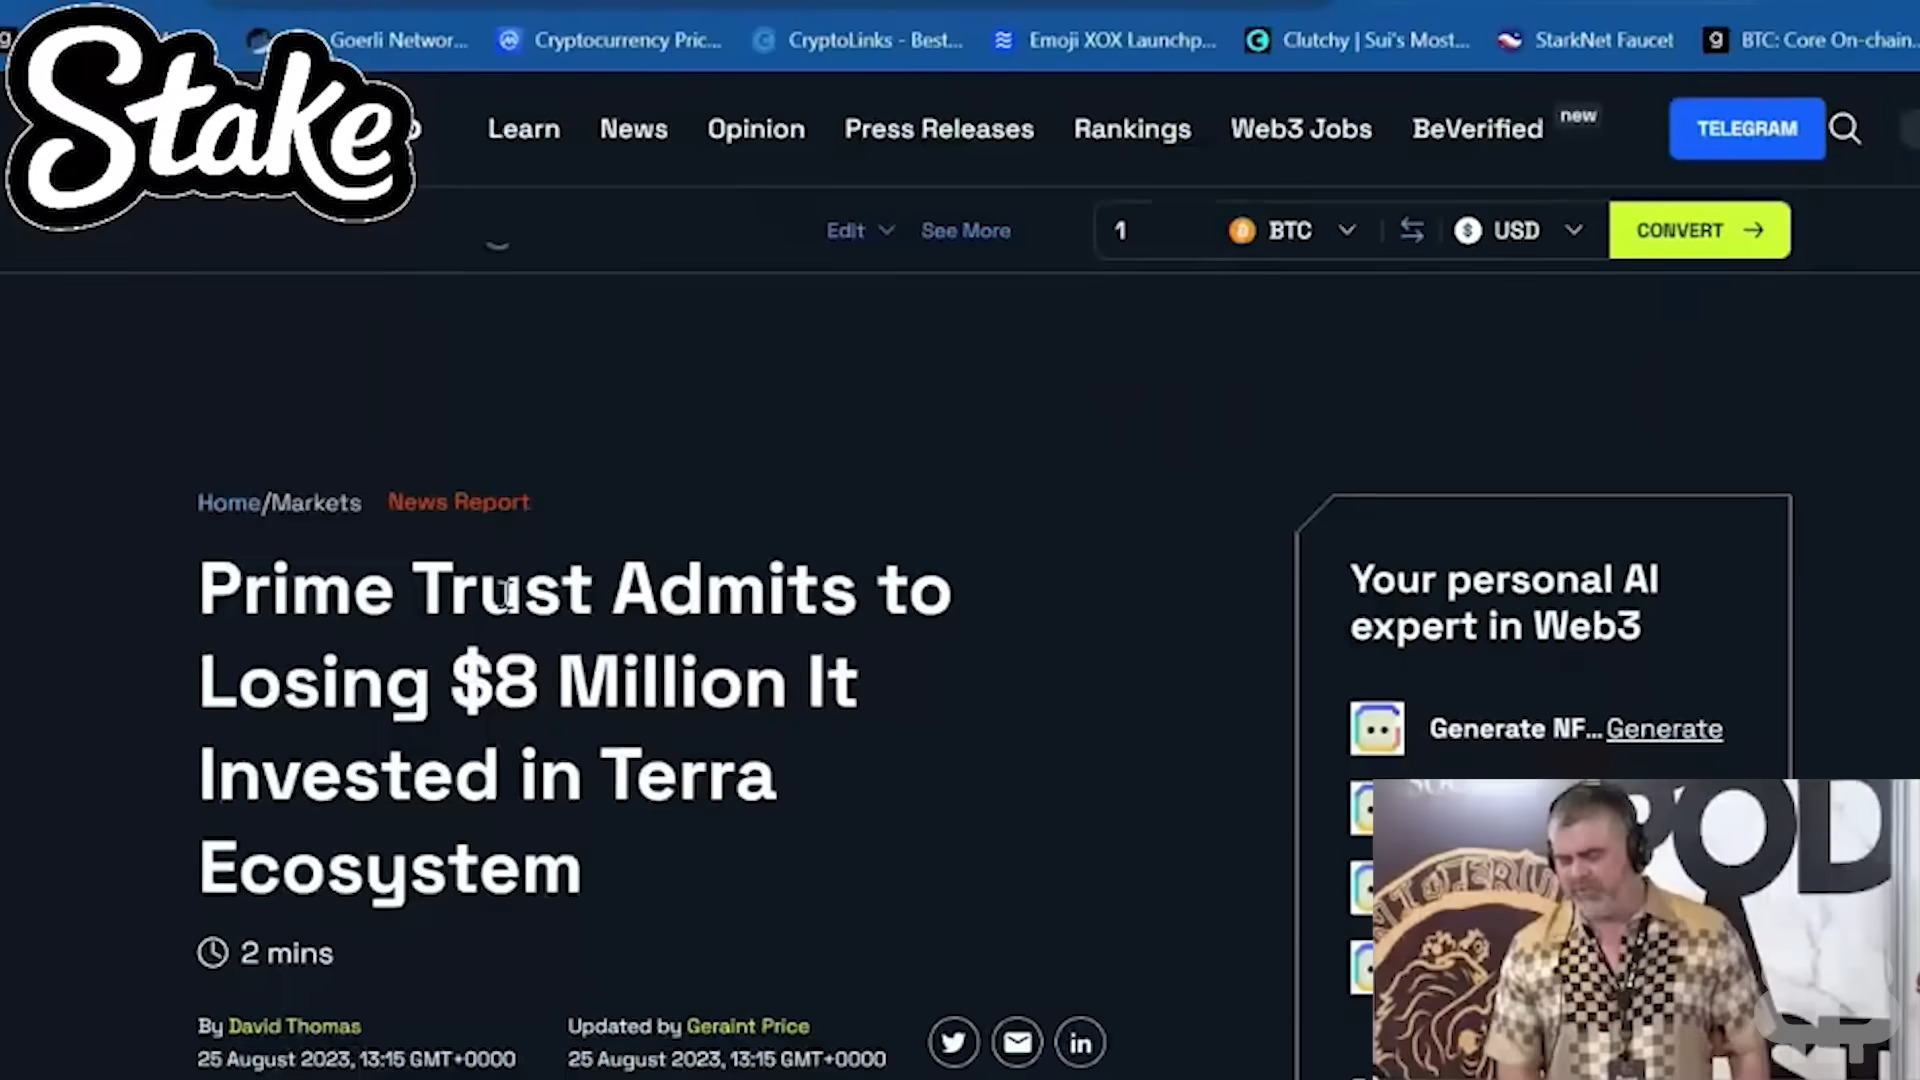 Stake
Goerli Networ...
Cryptocurrency Pric...
CryptoLinks - Best...
Emoji XOX Launchp...
Clutchy | Sui's Most...
StarkNet Faucet
BTC: Core On-chain...
Learn
News
Opinion
Press Releases
Rankings
Web3 Jobs
BeVerified
new
TELEGRAM
Edit
See More
1
BTC
USD
CONVERT
Home/Markets
News Report
Prime Trust Admits to
Losing $8 Million It
Invested in Terra
Ecosystem
2 mins
By David Thomas
25 August 2023, 13:15 GMT+0000
Updated by Geraint Price
25 August 2023, 13:15 GMT+0000
Your personal AI
expert in Web3
Generate NF... Generate
POD